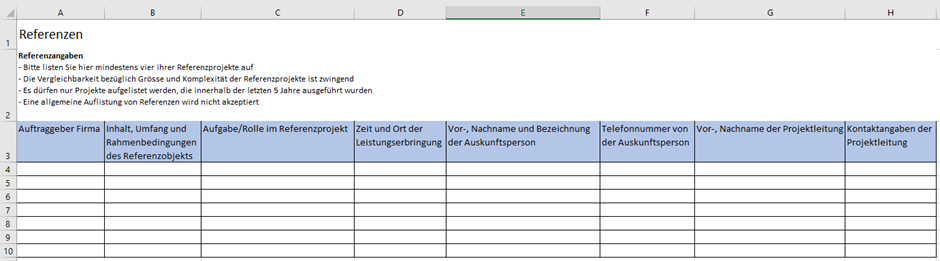 A B C D E F G H
1 Referenzen
Referenzangaben
- Bitte listen Sie hier mindestens vier ihrer Referenzprojekte auf
- Die Vergleichbarkeit bezüglich Grösse und Komplexität der Referenzprojekte ist zwingend
- Es dürfen nur Projekte aufgelistet werden, die innerhalb der letzten 5 Jahre ausgeführt wurden
- Eine allgemeine Auflistung von Referenzen wird nicht akzeptiert
2
Auftraggeber Firma
Inhalt, Umfang und
Rahmenbedingungen
des Referenzobjekts
Aufgabe/Rolle im Referenzprojekt
Zeit und Ort der
Leistungserbringung
Vor-, Nachname und Bezeichnung
der Auskunftsperson
Telefonnummer von
der Auskunftsperson
Vor-, Nachname der Projektleitung
Kontaktangaben der
Projektleitung
3
4
5
6
7
8
9
10